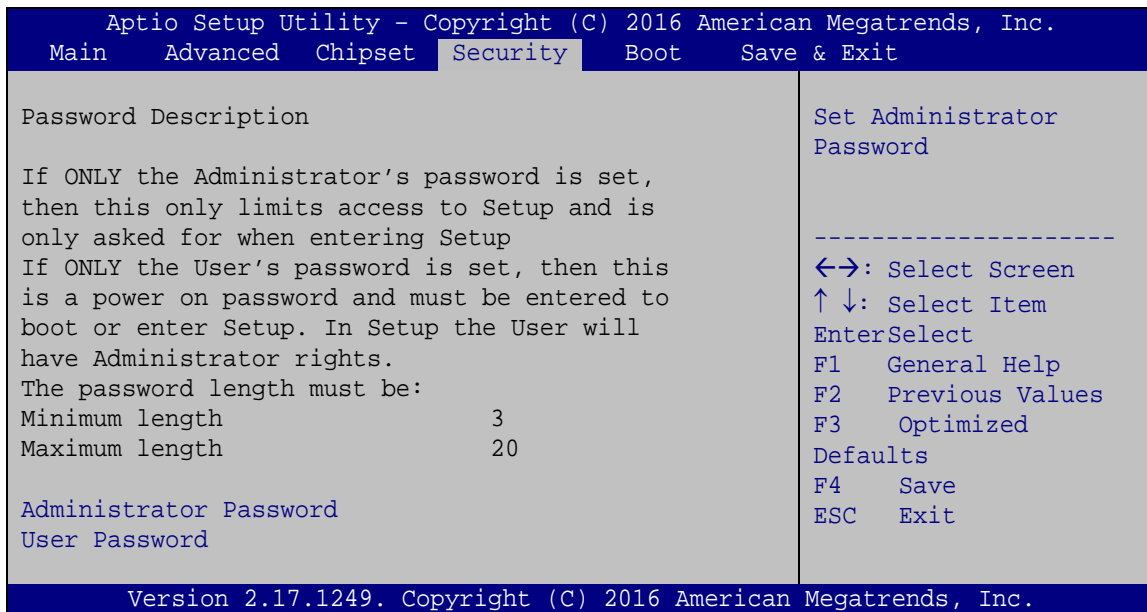 Aptio Setup Utility – Copyright (C) 2016 American Megatrends, Inc.
Main Advanced Chipset Security Boot Save & Exit
Password Description
If ONLY the Administrator's password is set,
then this only limits access to Setup and is
only asked for when entering Setup
If ONLY the User's password is set, then this
is a power on password and must be entered to
boot or enter Setup. In Setup the User will
have Administrator rights.
The password length must be:
Minimum length 3
Maximum length 20
Administrator Password
User Password
Set Administrator
Password
---------------------
←→: Select Screen
↑ ↓: Select Item
EnterSelect
F1 General Help
F2 Previous Values
F3 Optimized
Defaults
F4 Save
ESC Exit
Version 2.17.1249. Copyright (C) 2016 American Megatrends, Inc.